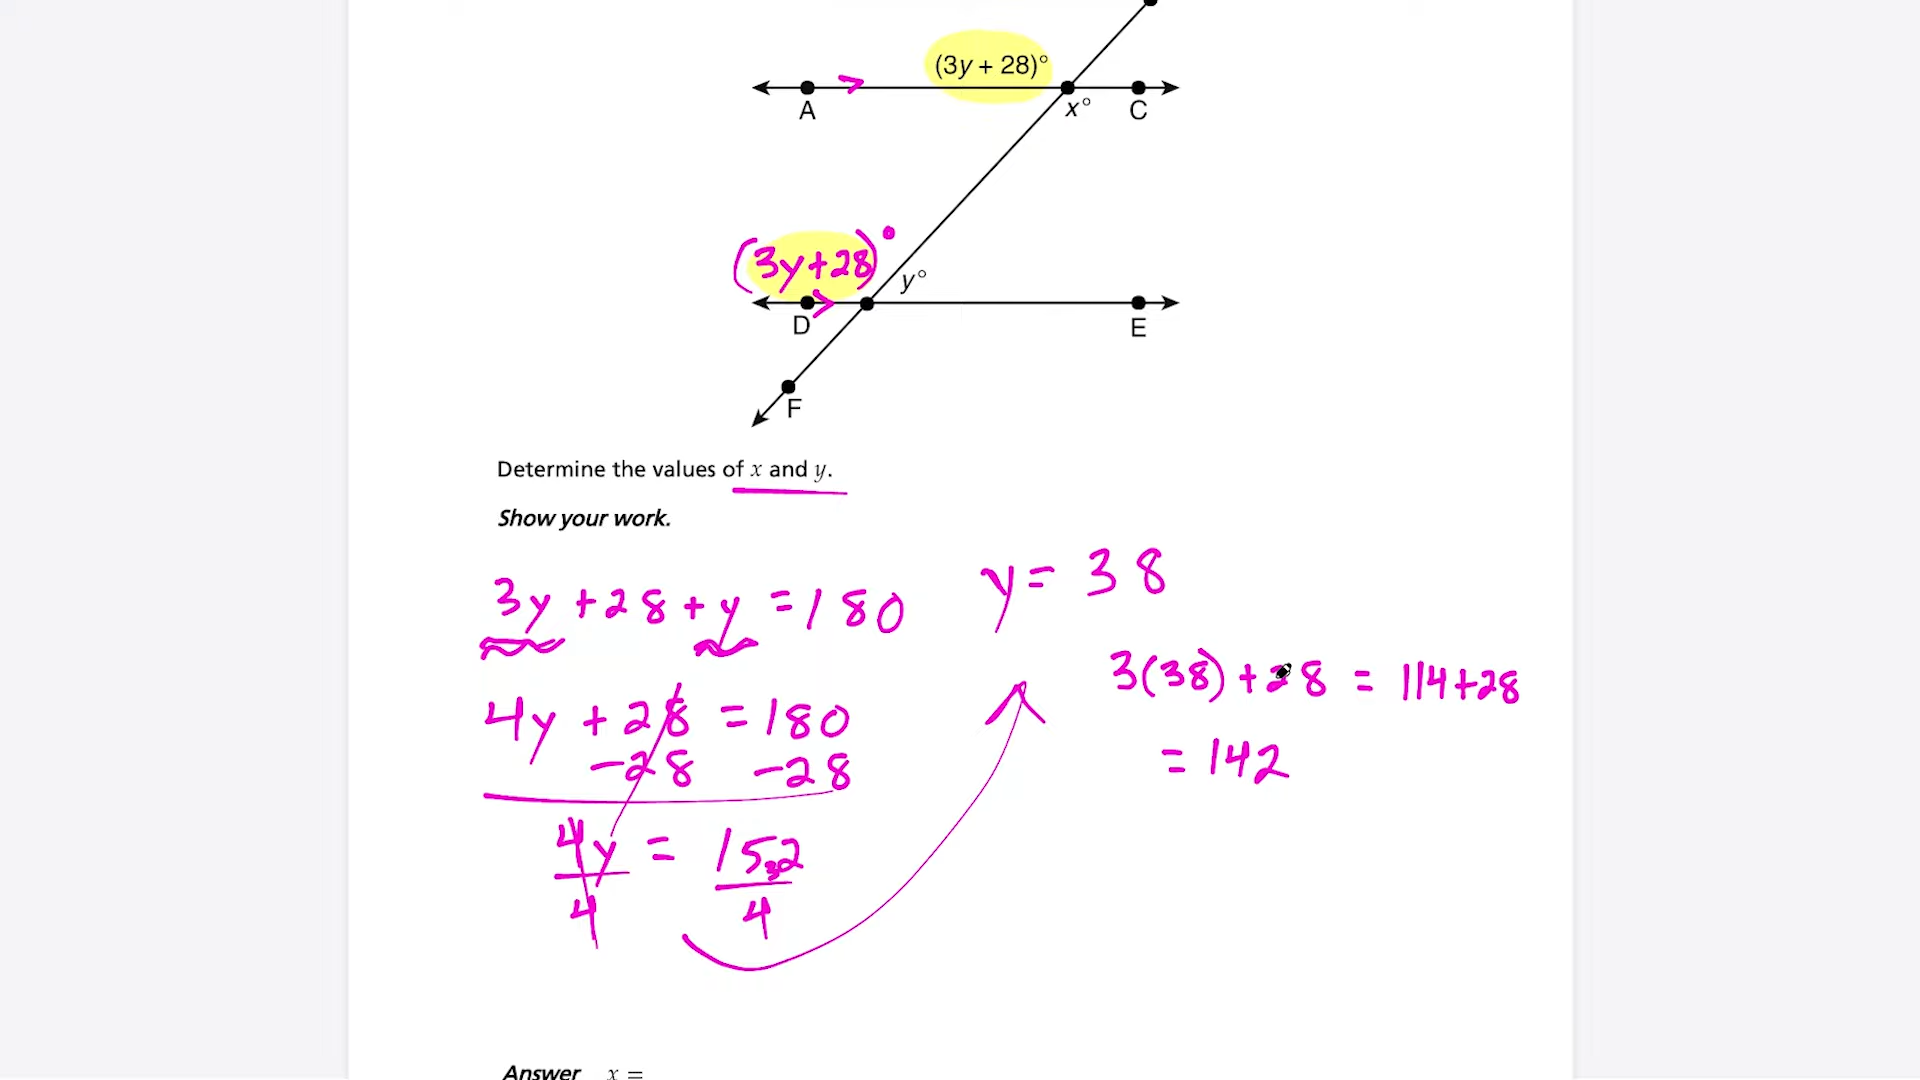 (3y + 28)°
A
x°
C
(3y+28)°
y°
D
E
F
Determine the values of x and y.
Show your work.
3y + 28 + y = 180
y = 38
3(38) + 28 = 114 + 28
4y + 28 = 180
-28 -28
= 142
4y = 152
4 4
Answer x =